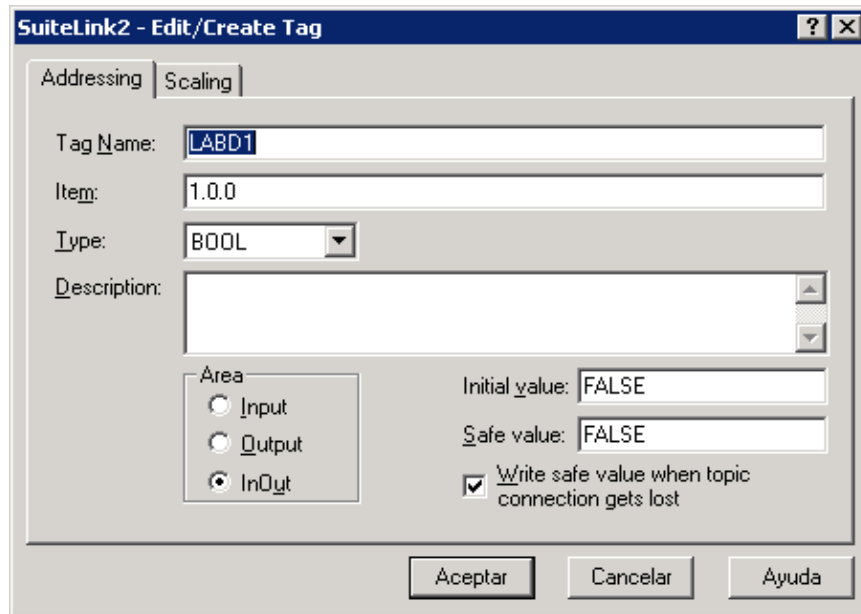 SuiteLink2 - Edit/Create Tag
Addressing Scaling
Tag Name: LABD1
Item: 1.0.0
Type: BOOL
Description:
Area
Input
Output
InOut
Initial value: FALSE
Safe value: FALSE
Write safe value when topic
connection gets lost
Aceptar Cancelar Ayuda